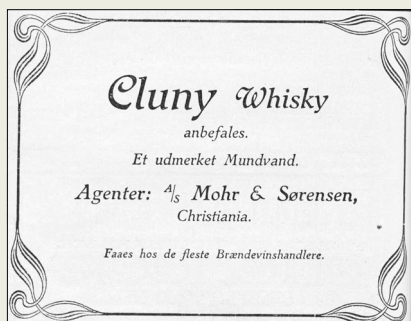 Cluny Whisky
anbefales.
Et udmerket Mundvand.
Agenter: A/S Mohr & Sørensen,
Christiania.
Faaes hos de fleste Brændevinshandlere.